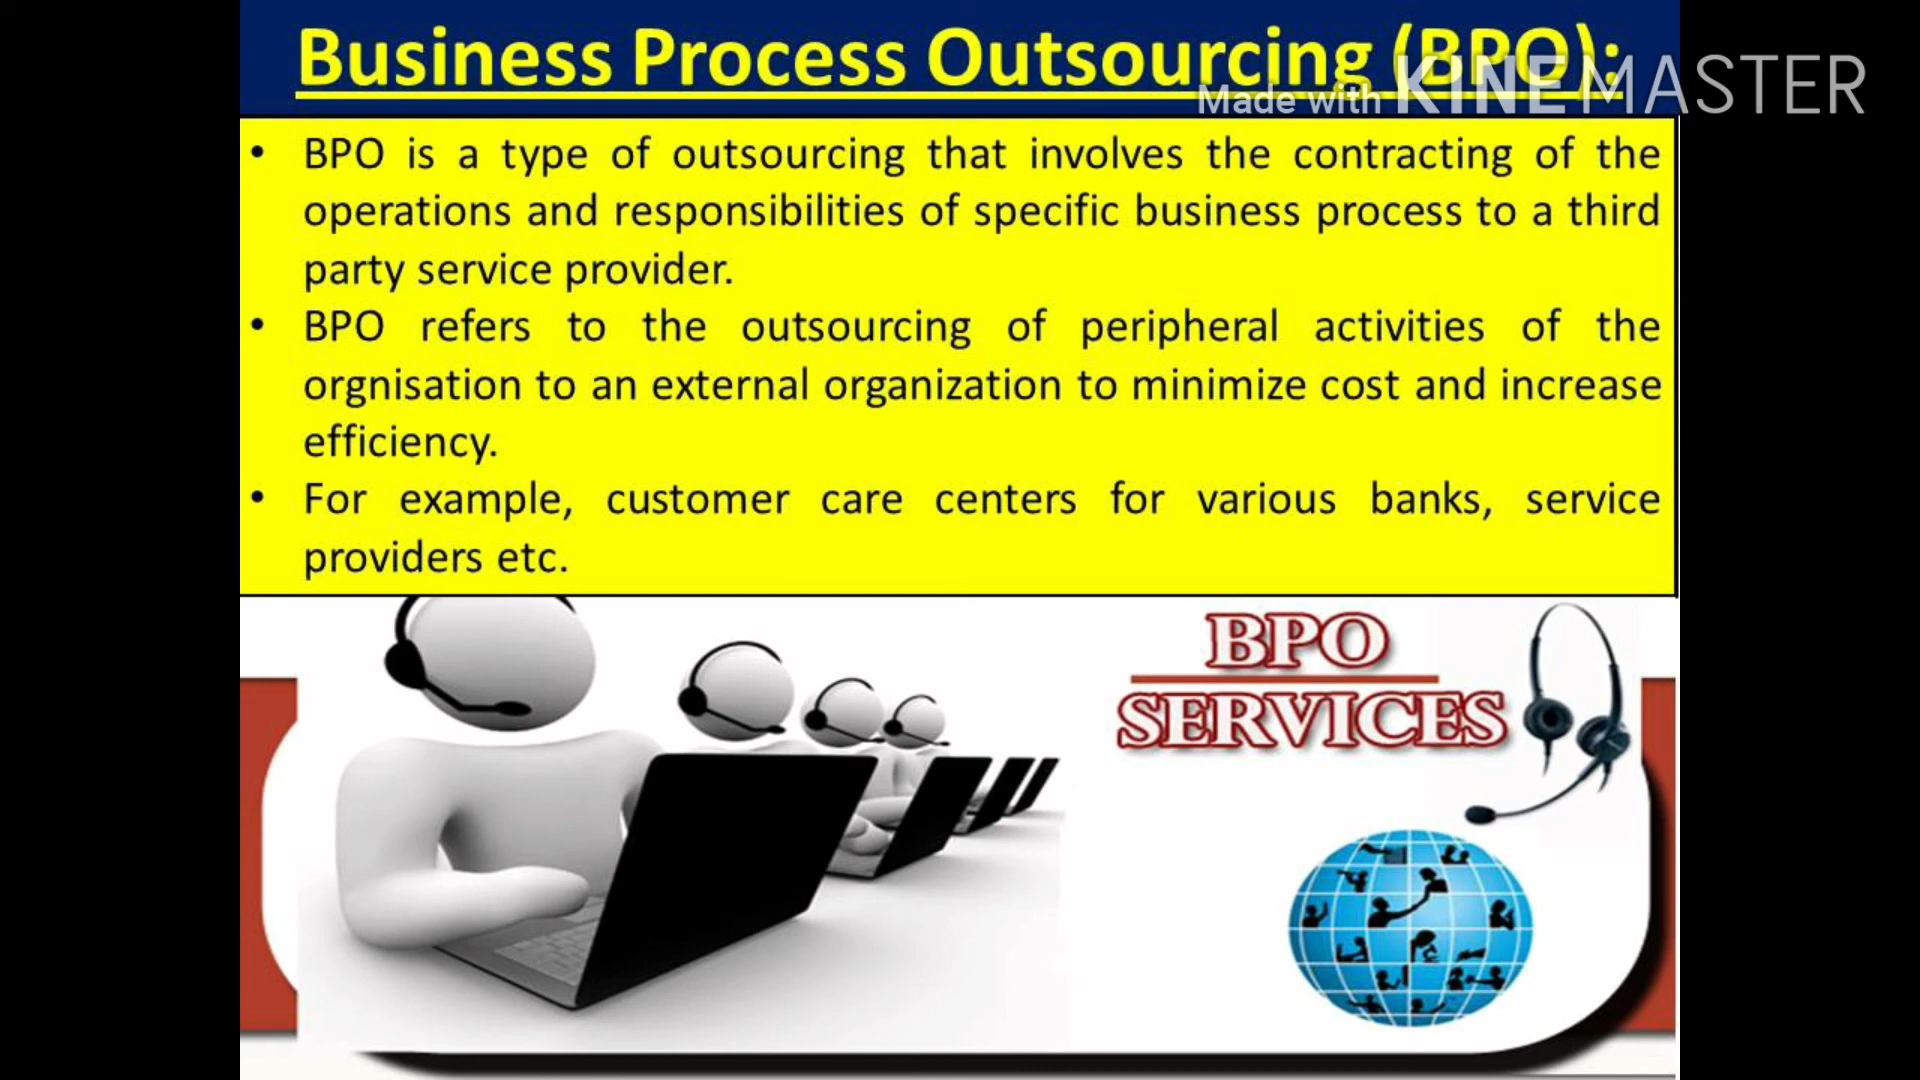 Business Process Outsourcing (BPO):
Made with KINEMASTER
• BPO is a type of outsourcing that involves the contracting of the
operations and responsibilities of specific business process to a third
party service provider.
• BPO refers to the outsourcing of peripheral activities of the
orgnisation to an external organization to minimize cost and increase
efficiency.
• For example, customer care centers for various banks, service
providers etc.
BPO
SERVICES